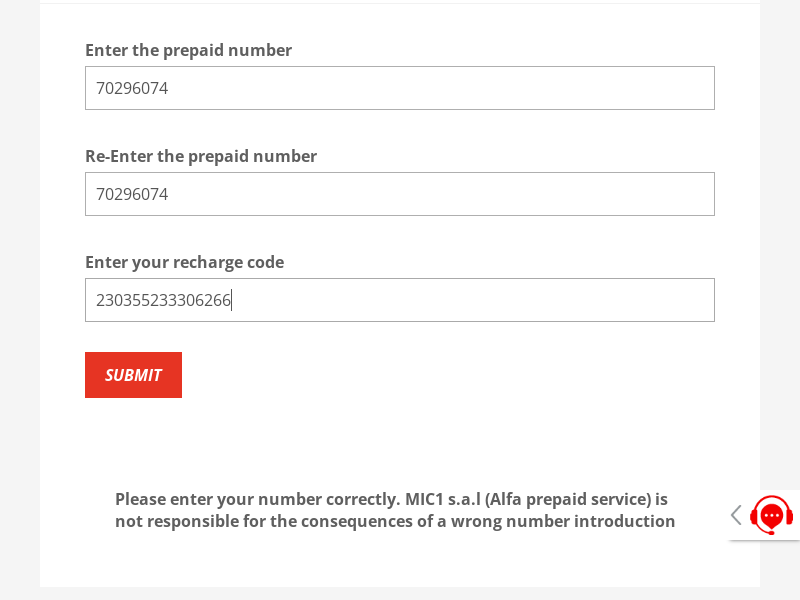 Enter the prepaid number
70296074
Re-Enter the prepaid number
70296074
Enter your recharge code
230355233306266
SUBMIT
Please enter your number correctly. MIC1 s.a.l (Alfa prepaid service) is
not responsible for the consequences of a wrong number introduction